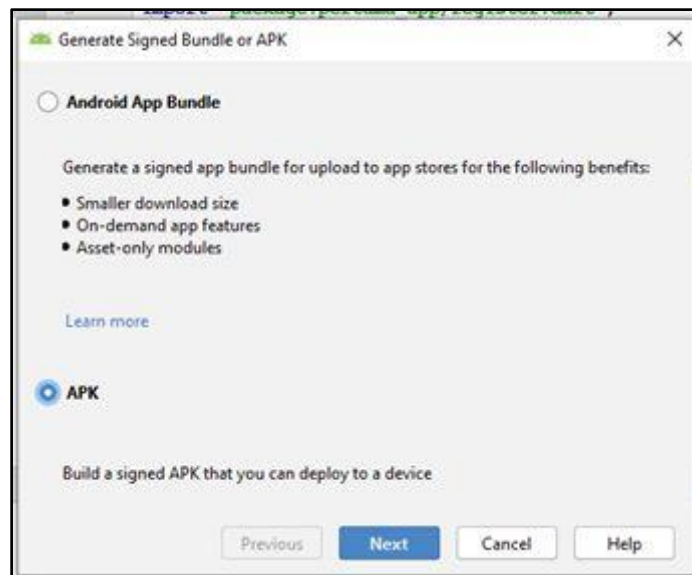 Generate Signed Bundle or APK
Android App Bundle
Generate a signed app bundle for upload to app stores for the following benefits:
• Smaller download size
• On-demand app features
• Asset-only modules
Learn more
APK
Build a signed APK that you can deploy to a device
Previous Next Cancel Help